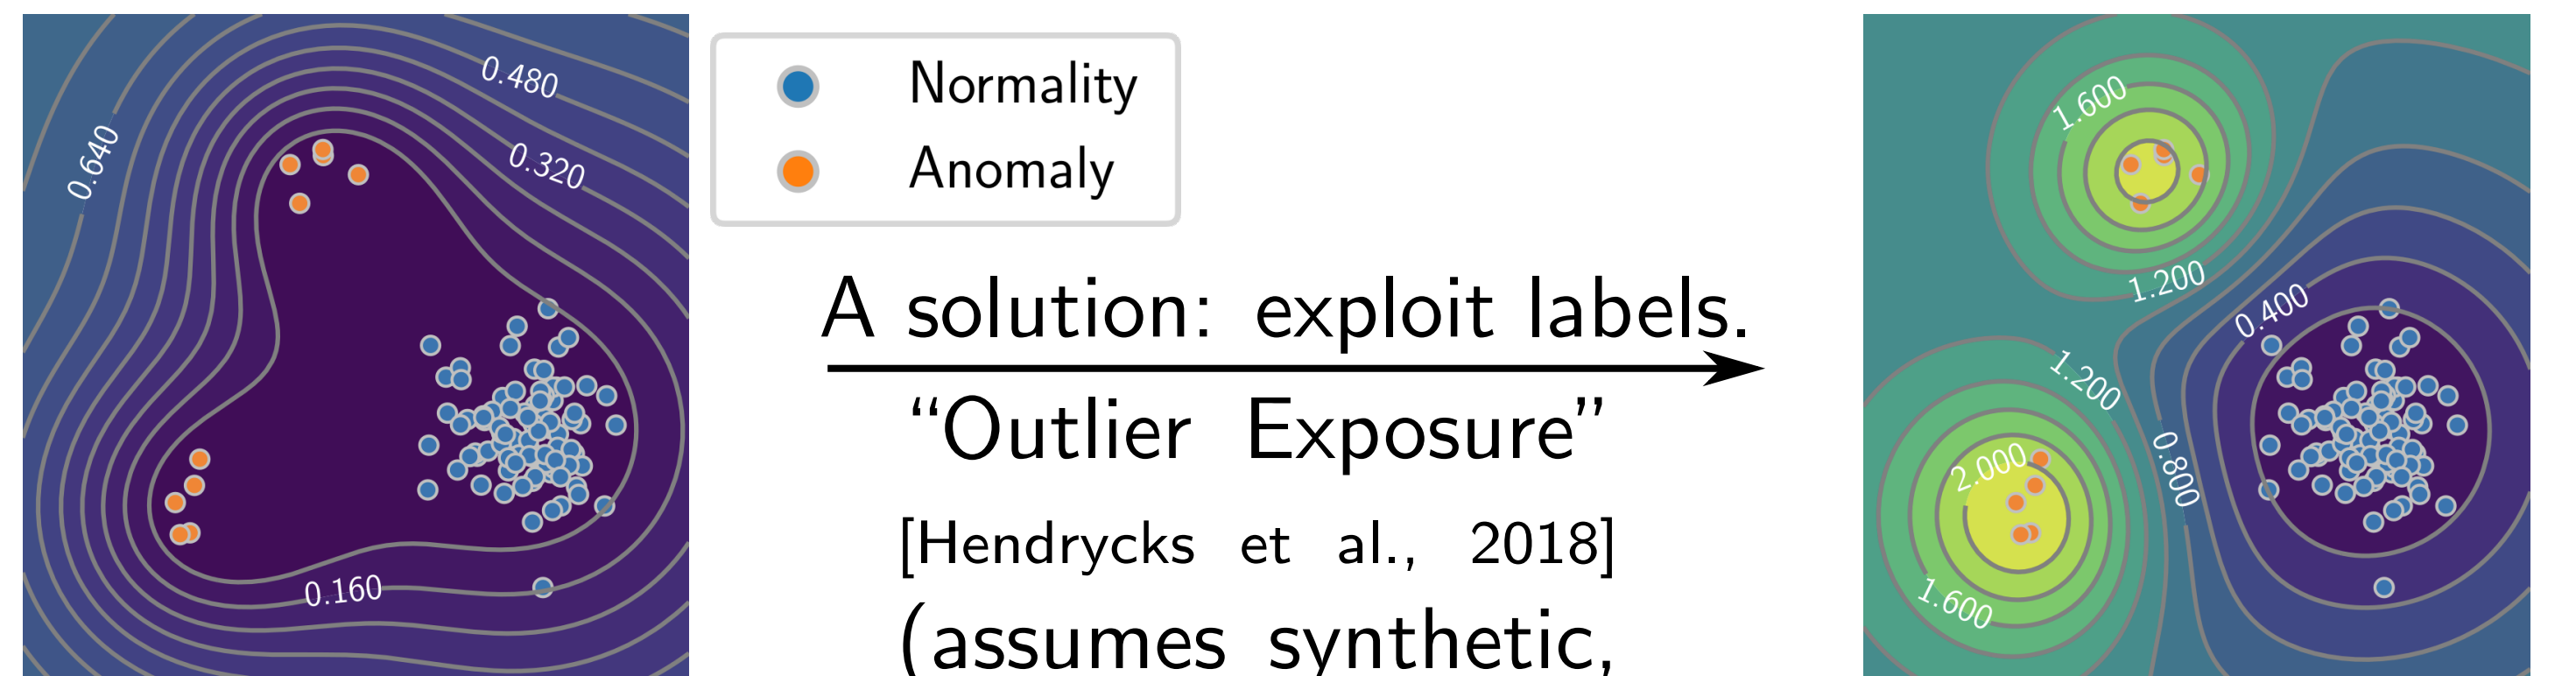 0.480
0.640
0.320
0.160
Normality
Anomaly
A solution: exploit labels.
“Outlier Exposure”
[Hendrycks et al., 2018]
(assumes synthetic,
1.600
1.200
0.400
1.200
2.000
0.800
1.600